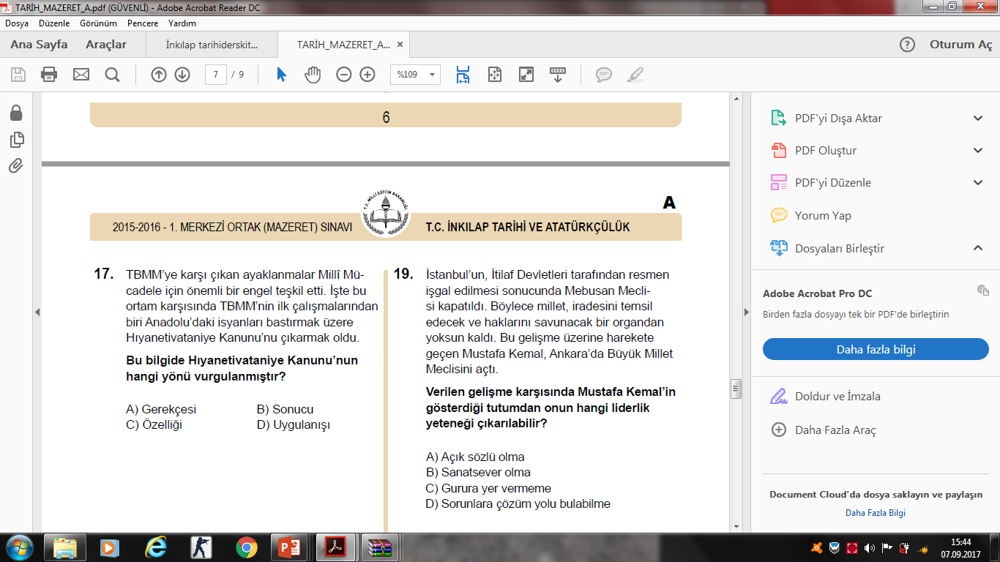 TARİH_MAZERET_A.pdf (GÜVENLİ) - Adobe Acrobat Reader DC
Dosya Düzenle Görünüm Pencere Yardım
Ana Sayfa Araçlar İnkılap tarihiderskit... TARİH_MAZERET_A... × Oturum Aç
7 / 9 %109
6
T.C. MİLLÎ EĞİTİM BAKANLIĞI
A
2015-2016 - 1. MERKEZİ ORTAK (MAZERET) SINAVI
T.C. İNKILAP TARİHİ VE ATATÜRKÇÜLÜK
17. TBMM’ye karşı çıkan ayaklanmalar Millî Mü-
cadele için önemli bir engel teşkil etti. İşte bu
ortam karşısında TBMM’nin ilk çalışmalarından
biri Anadolu’daki isyanları bastırmak üzere
Hıyanetivataniye Kanunu’nu çıkarmak oldu.
Bu bilgide Hıyanetivataniye Kanunu’nun
hangi yönü vurgulanmıştır?
A) Gerekçesi B) Sonucu
C) Özelliği D) Uygulanışı
19. İstanbul’un, İtilaf Devletleri tarafından resmen
işgal edilmesi sonucunda Mebusan Mecli-
si kapatıldı. Böylece millet, iradesini temsil
edecek ve haklarını savunacak bir organdan
yoksun kaldı. Bu gelişme üzerine harekete
geçen Mustafa Kemal, Ankara’da Büyük Millet
Meclisini açtı.
Verilen gelişme karşısında Mustafa Kemal’in
gösterdiği tutumdan onun hangi liderlik
yeteneği çıkarılabilir?
A) Açık sözlü olma
B) Sanatsever olma
C) Gurura yer vermeme
D) Sorunlara çözüm yolu bulabilme
PDF'yi Dışa Aktar
PDF Oluştur
PDF'yi Düzenle
Yorum Yap
Dosyaları Birleştir
Adobe Acrobat Pro DC
Birden fazla dosyayı tek bir PDF'de birleştirin
Daha fazla bilgi
Doldur ve İmzala
Daha Fazla Araç
Document Cloud'da dosya saklayın ve paylaşın
Daha Fazla Bilgi
15:44
07.09.2017